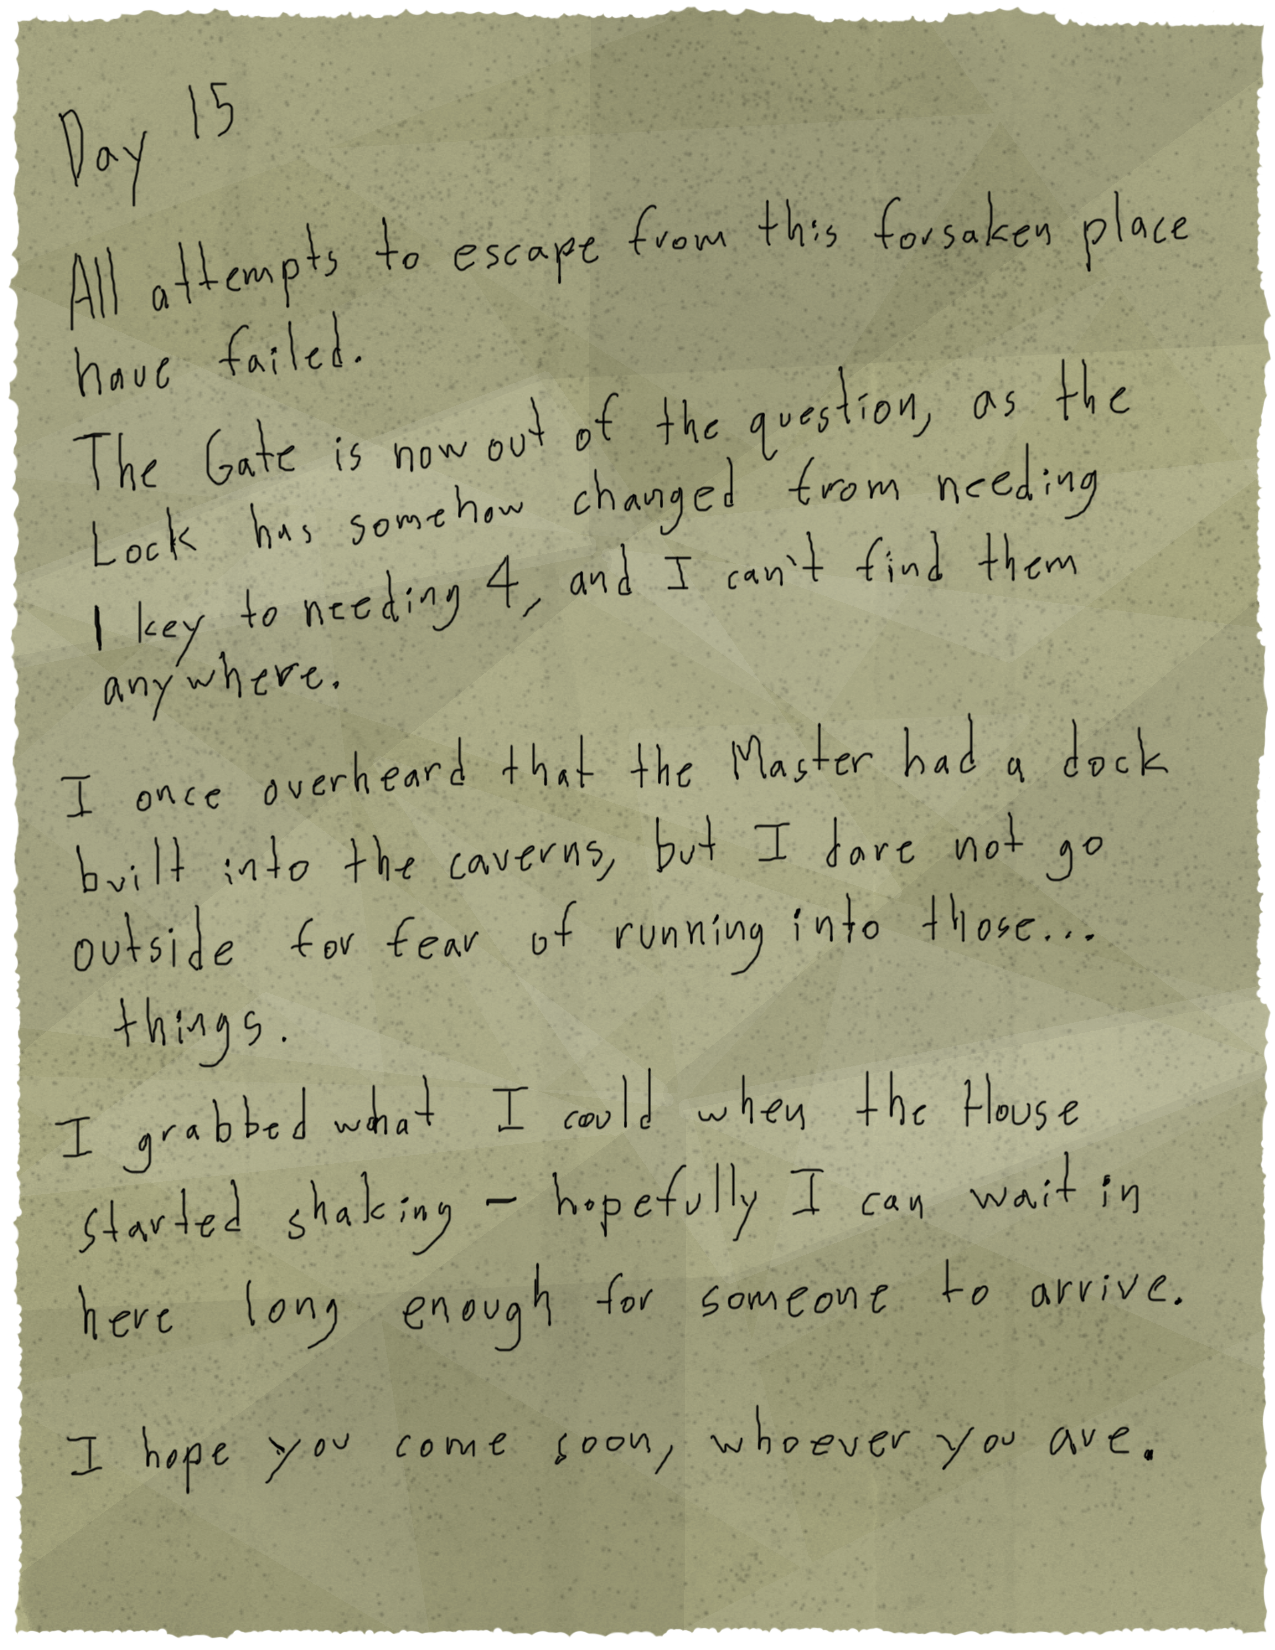 Day 15
All attempts to escape from this forsaken place
have failed.
The Gate is now out of the question, as the
Lock has somehow changed from needing
1 key to needing 4, and I can't find them
anywhere.
I once overheard that the Master had a dock
built into the caverns, but I dare not go
outside for fear of running into those...
things.
I grabbed what I could when the House
started shaking - hopefully I can wait in
here long enough for someone to arrive.
I hope you come soon, whoever you are.